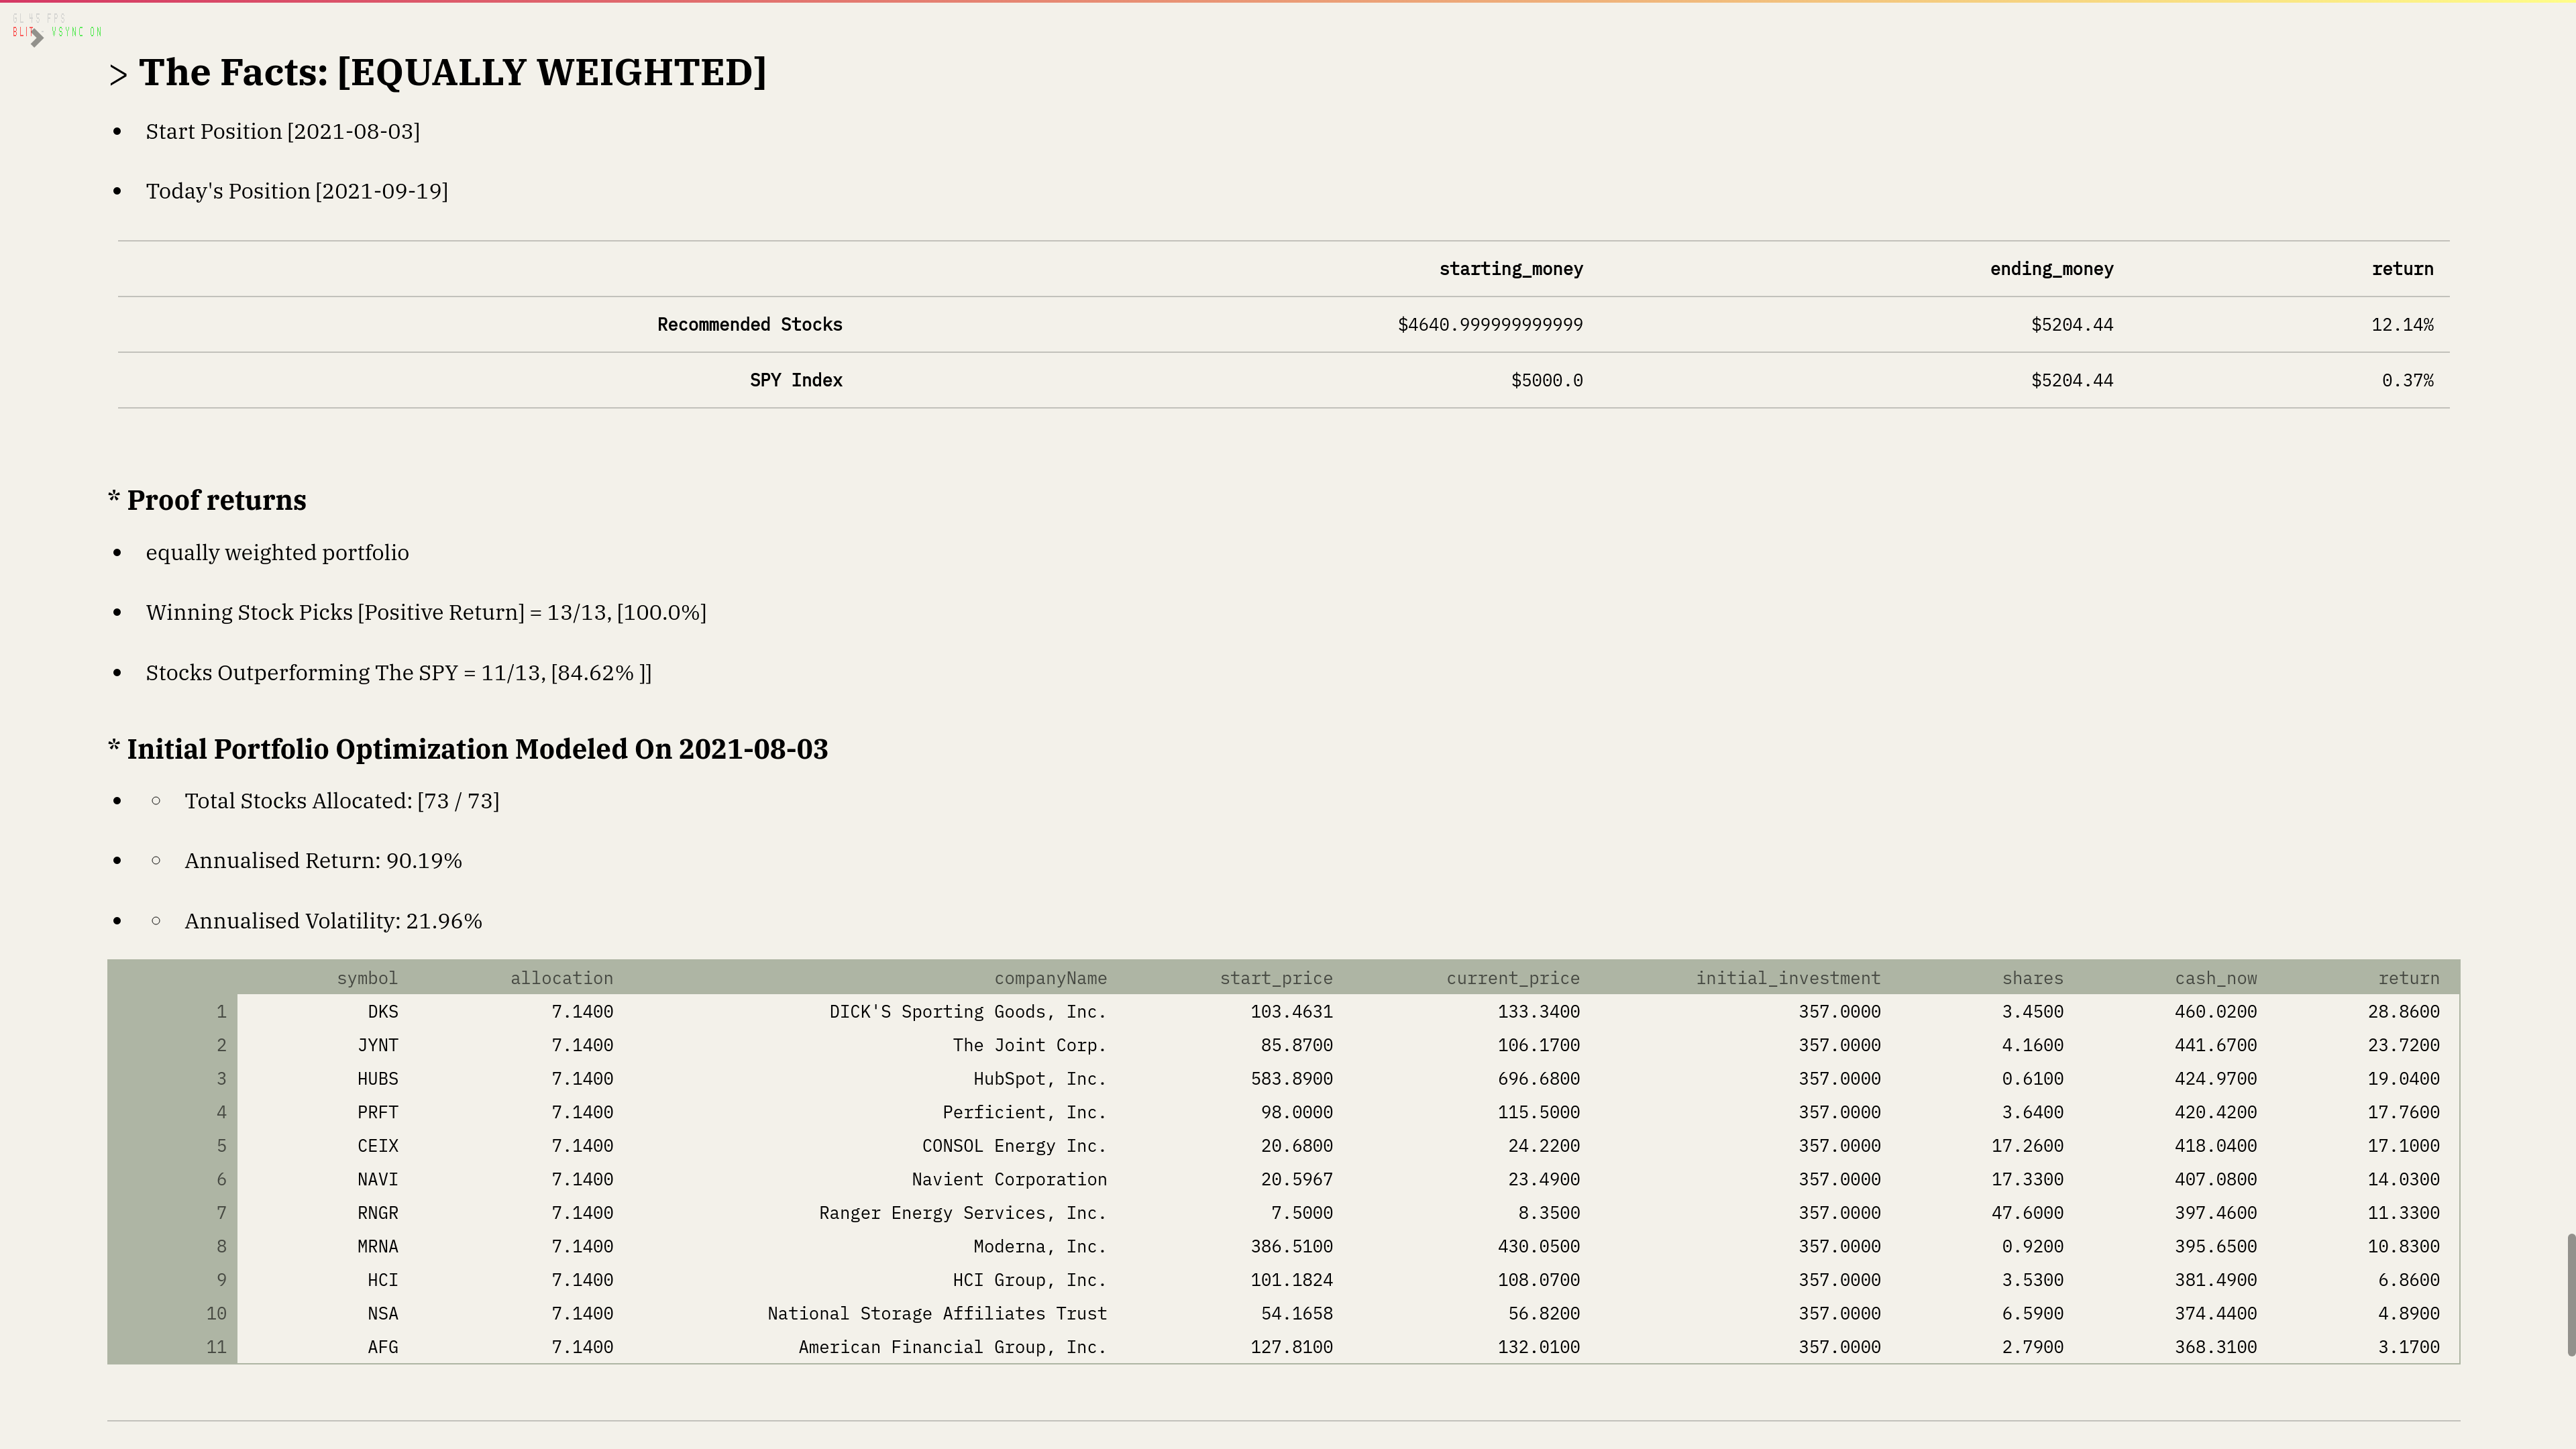 GL 45 FPS
BLIT - VSYNC ON
> The Facts: [EQUALLY WEIGHTED]
• Start Position [2021-08-03]
• Today's Position [2021-09-19]
starting_money ending_money return
Recommended Stocks $4640.999999999999 $5204.44 12.14%
SPY Index $5000.0 $5204.44 0.37%
* Proof returns
• equally weighted portfolio
• Winning Stock Picks [Positive Return] = 13/13, [100.0%]
• Stocks Outperforming The SPY = 11/13, [84.62% ]]
* Initial Portfolio Optimization Modeled On 2021-08-03
• ○ Total Stocks Allocated: [73 / 73]
• ○ Annualised Return: 90.19%
• ○ Annualised Volatility: 21.96%
symbol allocation companyName start_price current_price initial_investment shares cash_now return
1 DKS 7.1400 DICK'S Sporting Goods, Inc. 103.4631 133.3400 357.0000 3.4500 460.0200 28.8600
2 JYNT 7.1400 The Joint Corp. 85.8700 106.1700 357.0000 4.1600 441.6700 23.7200
3 HUBS 7.1400 HubSpot, Inc. 583.8900 696.6800 357.0000 0.6100 424.9700 19.0400
4 PRFT 7.1400 Perficient, Inc. 98.0000 115.5000 357.0000 3.6400 420.4200 17.7600
5 CEIX 7.1400 CONSOL Energy Inc. 20.6800 24.2200 357.0000 17.2600 418.0400 17.1000
6 NAVI 7.1400 Navient Corporation 20.5967 23.4900 357.0000 17.3300 407.0800 14.0300
7 RNGR 7.1400 Ranger Energy Services, Inc. 7.5000 8.3500 357.0000 47.6000 397.4600 11.3300
8 MRNA 7.1400 Moderna, Inc. 386.5100 430.0500 357.0000 0.9200 395.6500 10.8300
9 HCI 7.1400 HCI Group, Inc. 101.1824 108.0700 357.0000 3.5300 381.4900 6.8600
10 NSA 7.1400 National Storage Affiliates Trust 54.1658 56.8200 357.0000 6.5900 374.4400 4.8900
11 AFG 7.1400 American Financial Group, Inc. 127.8100 132.0100 357.0000 2.7900 368.3100 3.1700